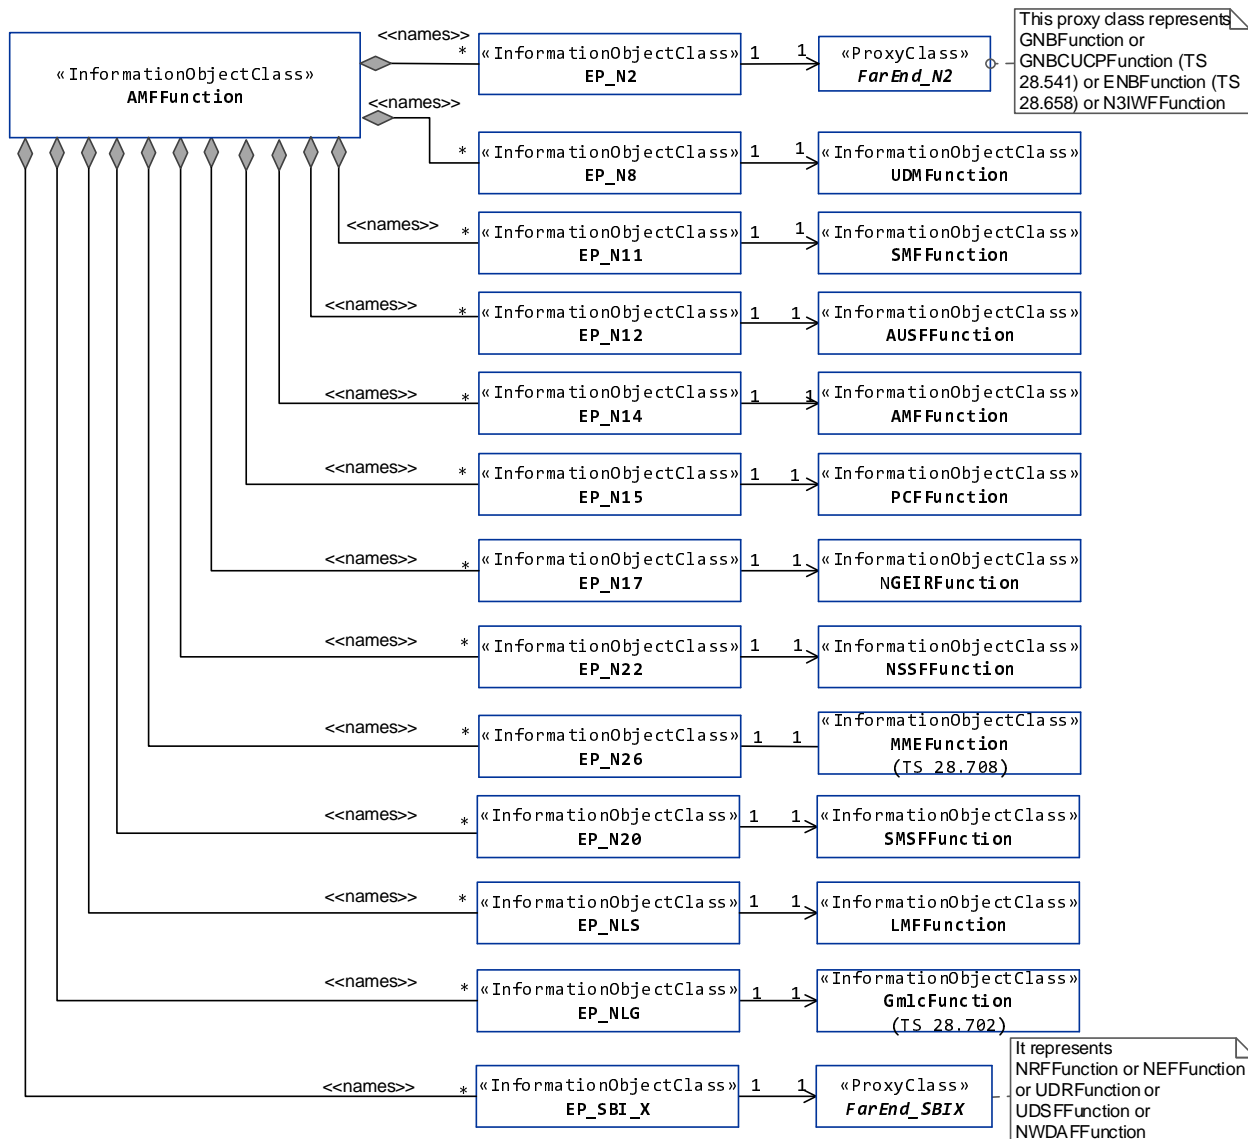 <<names>>
*
«InformationObjectClass»
EP_N2
1
1
«ProxyClass»
FarEnd_N2
This proxy class represents
GNBFunction or
GNBCUCPFunction (TS
28.541) or ENBFunction (TS
28.658) or N3IWFFunction
«InformationObjectClass»
AMFFunction
<<names>>
*
«InformationObjectClass»
EP_N8
1
1
«InformationObjectClass»
UDMFunction
<<names>>
*
«InformationObjectClass»
EP_N11
1
1
«InformationObjectClass»
SMFFunction
<<names>>
*
«InformationObjectClass»
EP_N12
1
1
«InformationObjectClass»
AUSFFunction
<<names>>
*
«InformationObjectClass»
EP_N14
1
1
«InformationObjectClass»
AMFFunction
<<names>>
*
«InformationObjectClass»
EP_N15
1
1
«InformationObjectClass»
PCFFunction
<<names>>
*
«InformationObjectClass»
EP_N17
1
1
«InformationObjectClass»
NGEIRFunction
<<names>>
*
«InformationObjectClass»
EP_N22
1
1
«InformationObjectClass»
NSSFFunction
<<names>>
*
«InformationObjectClass»
EP_N26
1
1
«InformationObjectClass»
MMEFunction
(TS 28.708)
<<names>>
*
«InformationObjectClass»
EP_N20
1
1
«InformationObjectClass»
SMSFFunction
<<names>>
*
«InformationObjectClass»
EP_NLS
1
1
«InformationObjectClass»
LMFFunction
<<names>>
*
«InformationObjectClass»
EP_NLG
1
1
«InformationObjectClass»
GmlcFunction
(TS 28.702)
<<names>>
*
«InformationObjectClass»
EP_SBI_X
1
1
«ProxyClass»
FarEnd_SBIX
It represents
NRFFunction or NEFFunction
or UDRFunction or
UDSFFunction or
NWDAFFunction